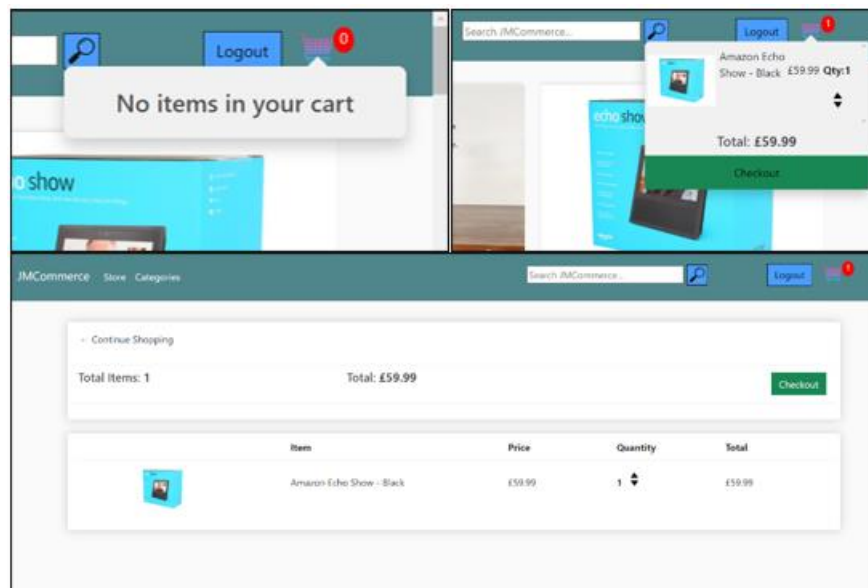 Logout
0
No items in your cart
o show
Search JMCommerce..
Logout
1
Amazon Echo
Show - Black £59.99 Qty:1
echo show
Total: £59.99
Checkout
JMCommerce Store Categories
Search JMCommerce..
Logout
1
← Continue Shopping
Total Items: 1 Total: £59.99
Checkout
Item Price Quantity Total
Amazon Echo Show - Black £59.99 1 £59.99